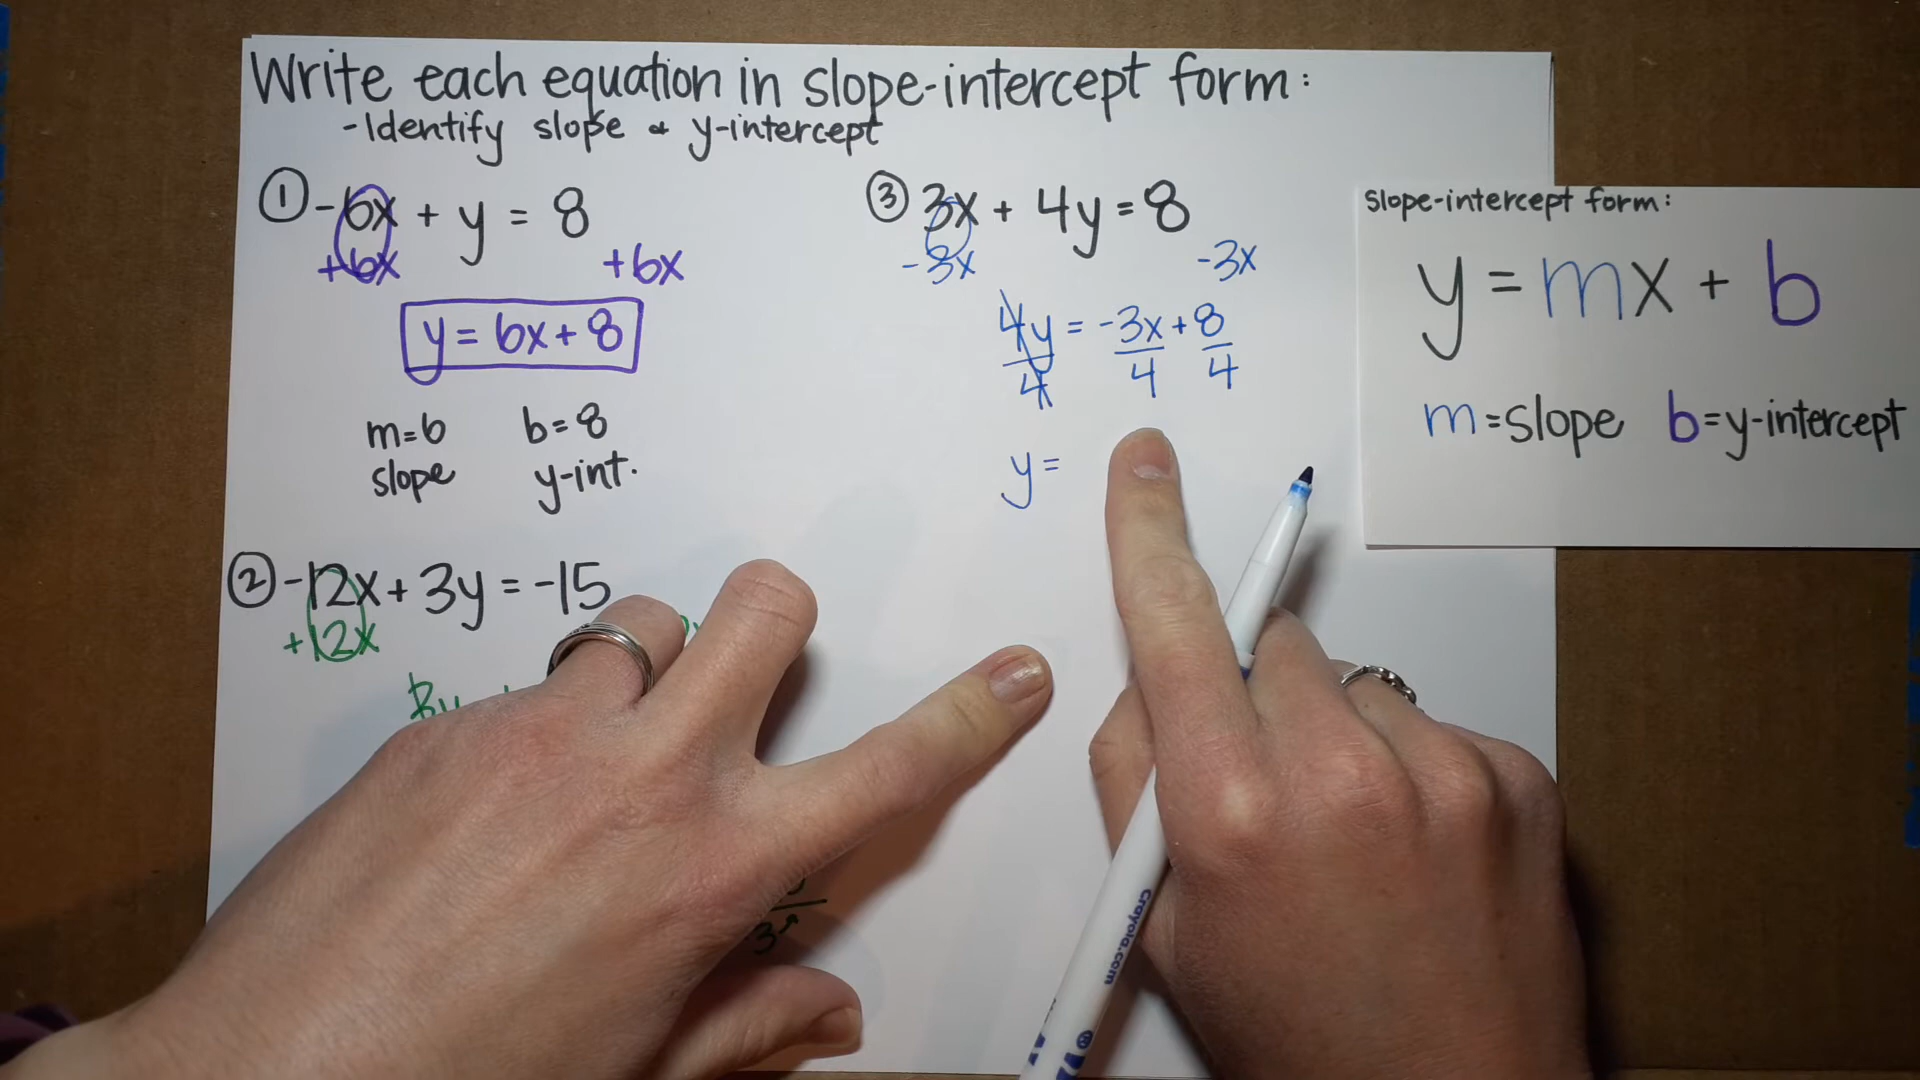 Write each equation in slope-intercept form:
-Identify slope & y-intercept
① -6x + y = 8
+6x +6x
y = 6x + 8
m=6 b=8
slope y-int.
② -12x + 3y = -15
+12x
3y
3
③ 3x + 4y = 8
-3x -3x
4y = -3x + 8
4 4 4
y =
slope-intercept form:
y = mx + b
m=slope b=y-intercept
crayola.com